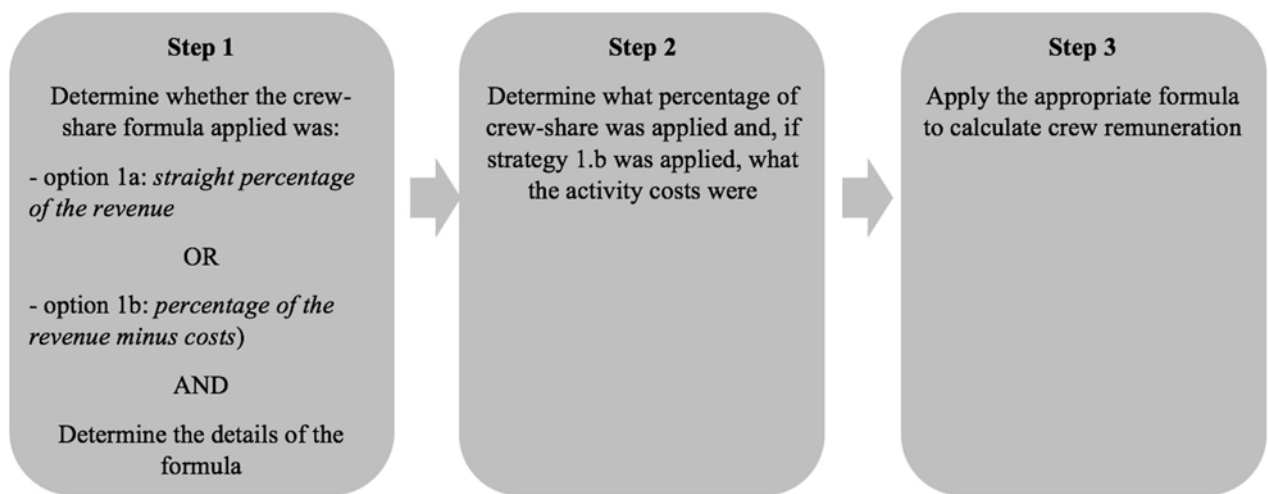 Step 1
Determine whether the crew-
share formula applied was:
- option 1a: straight percentage
of the revenue
OR
- option 1b: percentage of the
revenue minus costs)
AND
Determine the details of the
formula
Step 2
Determine what percentage of
crew-share was applied and, if
strategy 1.b was applied, what
the activity costs were
Step 3
Apply the appropriate formula
to calculate crew remuneration